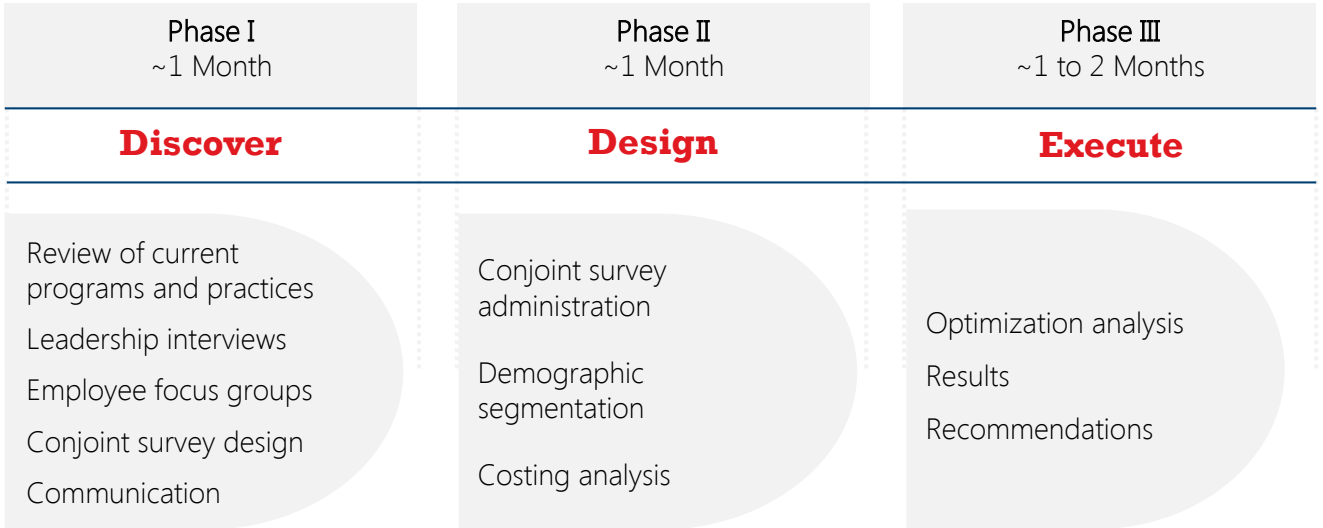 Phase I
~1 Month
Phase II
~1 Month
Phase III
~1 to 2 Months
Discover
Design
Execute
Review of current
programs and practices
Leadership interviews
Employee focus groups
Conjoint survey design
Communication
Conjoint survey
administration
Demographic
segmentation
Costing analysis
Optimization analysis
Results
Recommendations